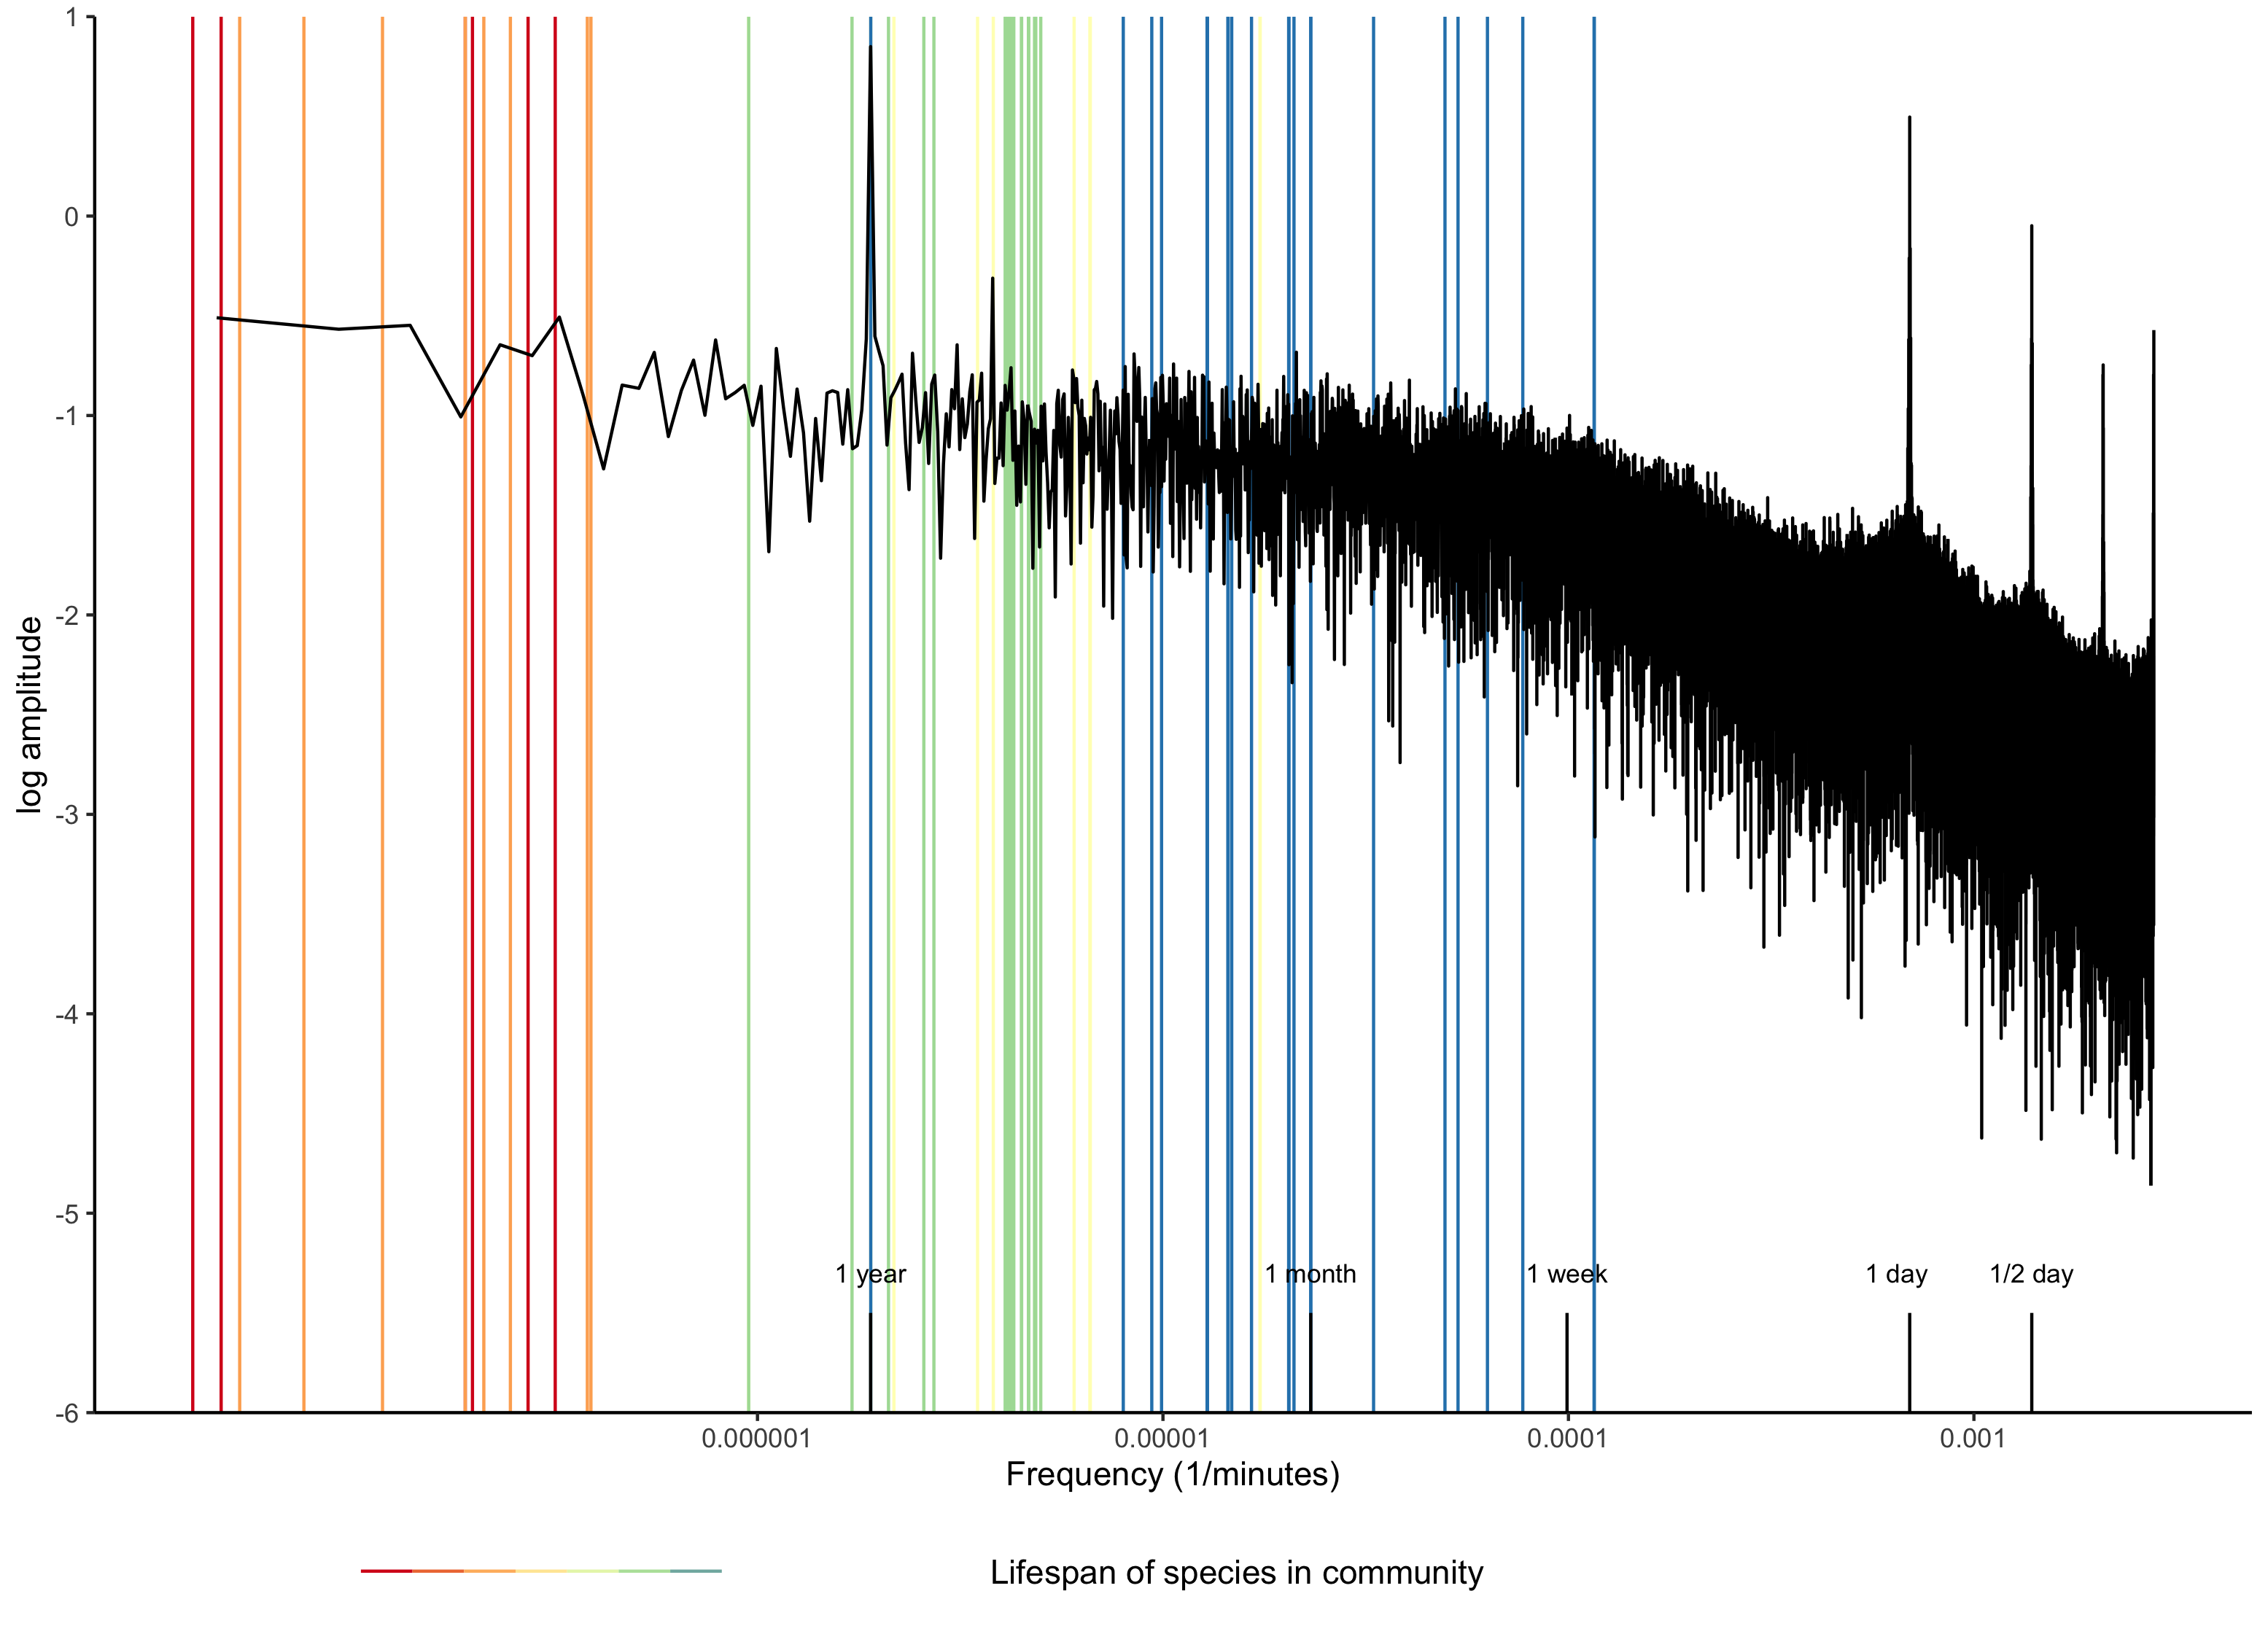 1
0
-1
-2
-3
-4
-5
-6
log amplitude
1 year
1 month
1 week
1 day
1/2 day
0.000001
0.00001
0.0001
0.001
Frequency (1/minutes)
Lifespan of species in community